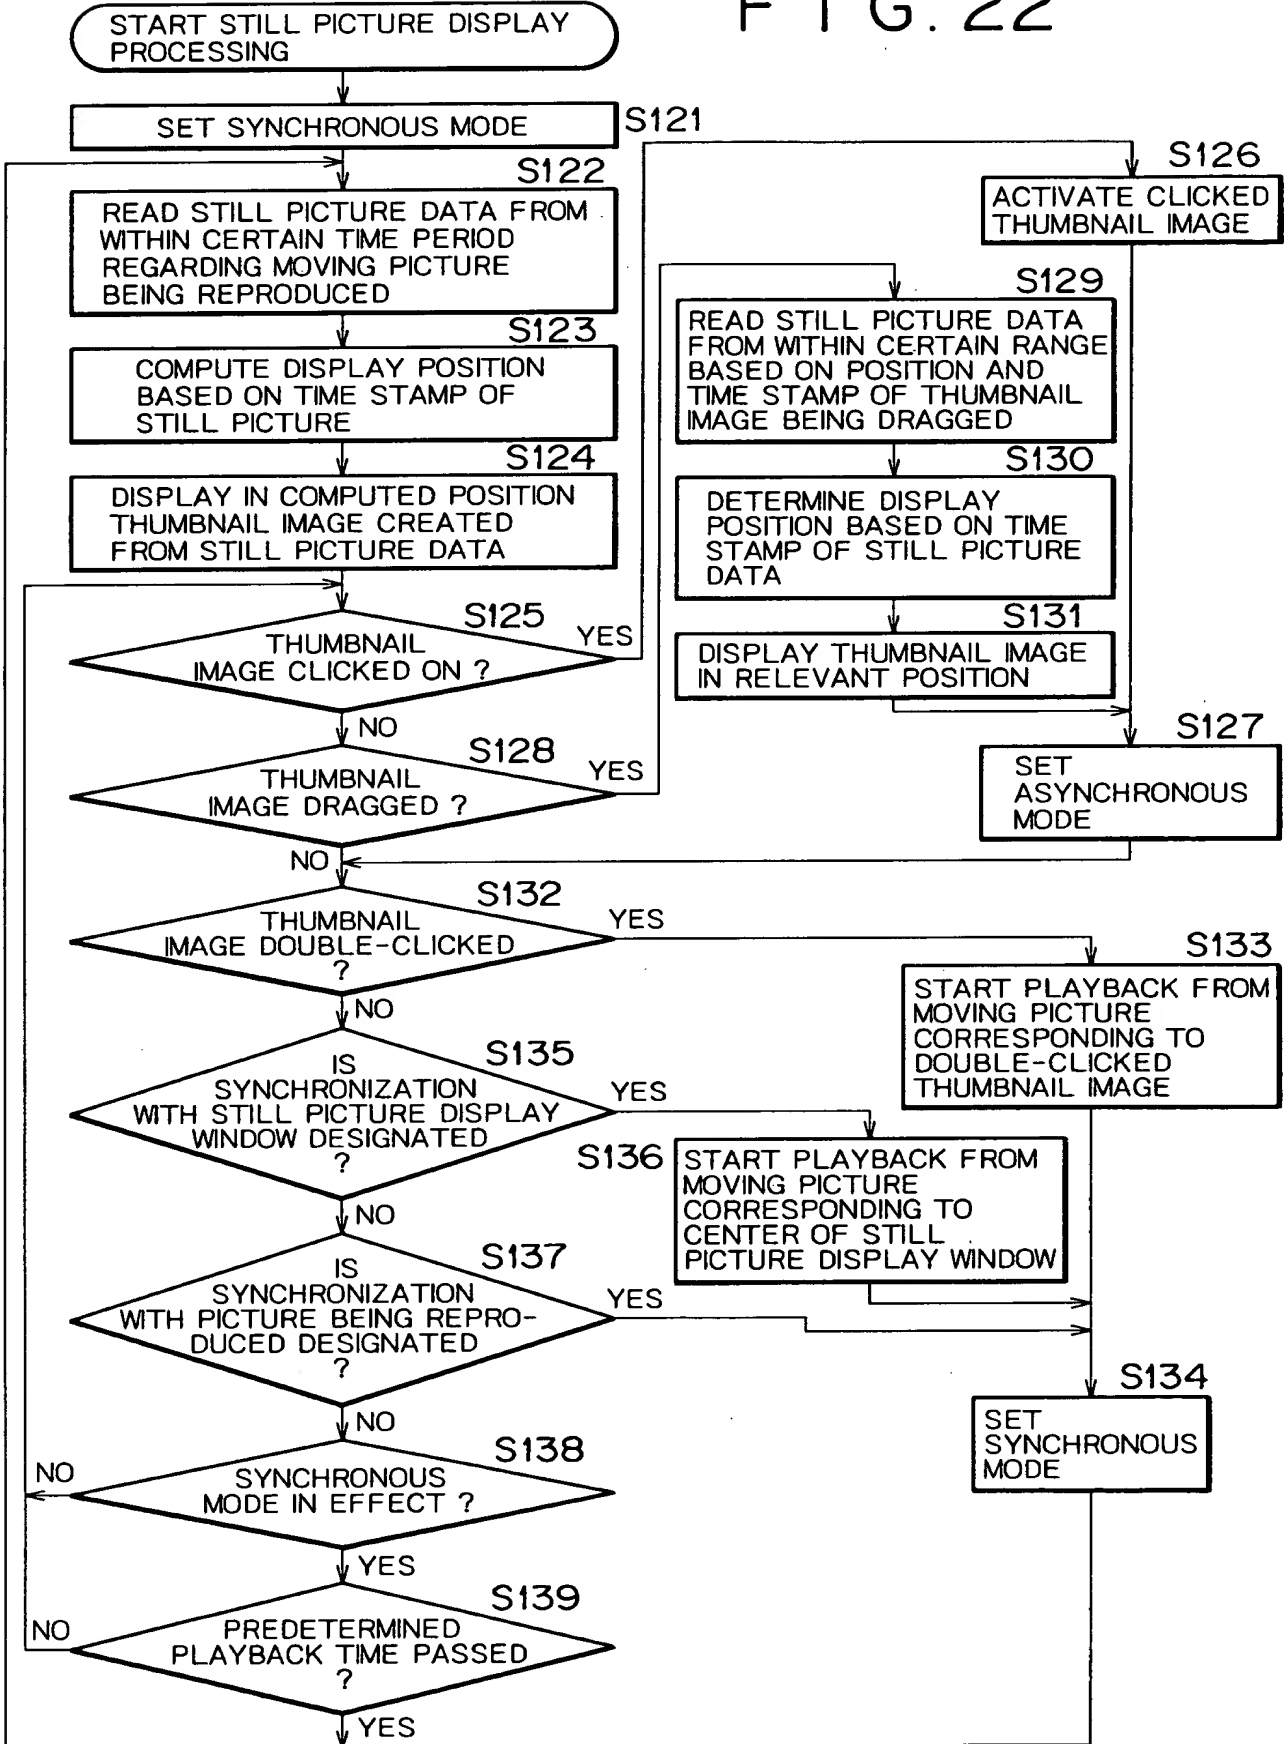 FIG. 22
START STILL PICTURE DISPLAY
PROCESSING
SET SYNCHRONOUS MODE
S121
S122
READ STILL PICTURE DATA FROM
WITHIN CERTAIN TIME PERIOD
REGARDING MOVING PICTURE
BEING REPRODUCED
S123
COMPUTE DISPLAY POSITION
BASED ON TIME STAMP OF
STILL PICTURE
S124
DISPLAY IN COMPUTED POSITION
THUMBNAIL IMAGE CREATED
FROM STILL PICTURE DATA
S125
THUMBNAIL
IMAGE CLICKED ON ?
YES
NO
S126
ACTIVATE CLICKED
THUMBNAIL IMAGE
S128
THUMBNAIL
IMAGE DRAGGED ?
YES
NO
S129
READ STILL PICTURE DATA
FROM WITHIN CERTAIN RANGE
BASED ON POSITION AND
TIME STAMP OF THUMBNAIL
IMAGE BEING DRAGGED
S130
DETERMINE DISPLAY
POSITION BASED ON TIME
STAMP OF STILL PICTURE
DATA
S131
DISPLAY THUMBNAIL IMAGE
IN RELEVANT POSITION
S127
SET
ASYNCHRONOUS
MODE
S132
THUMBNAIL
IMAGE DOUBLE-CLICKED
?
YES
NO
S133
START PLAYBACK FROM
MOVING PICTURE
CORRESPONDING TO
DOUBLE-CLICKED
THUMBNAIL IMAGE
S135
IS
SYNCHRONIZATION
WITH STILL PICTURE DISPLAY
WINDOW DESIGNATED
?
YES
NO
S136
START PLAYBACK FROM
MOVING PICTURE
CORRESPONDING TO
CENTER OF STILL
PICTURE DISPLAY WINDOW
S137
IS
SYNCHRONIZATION
WITH PICTURE BEING REPRO-
DUCED DESIGNATED
?
YES
NO
S134
SET
SYNCHRONOUS
MODE
S138
SYNCHRONOUS
MODE IN EFFECT ?
NO
YES
S139
PREDETERMINED
PLAYBACK TIME PASSED
?
NO
YES